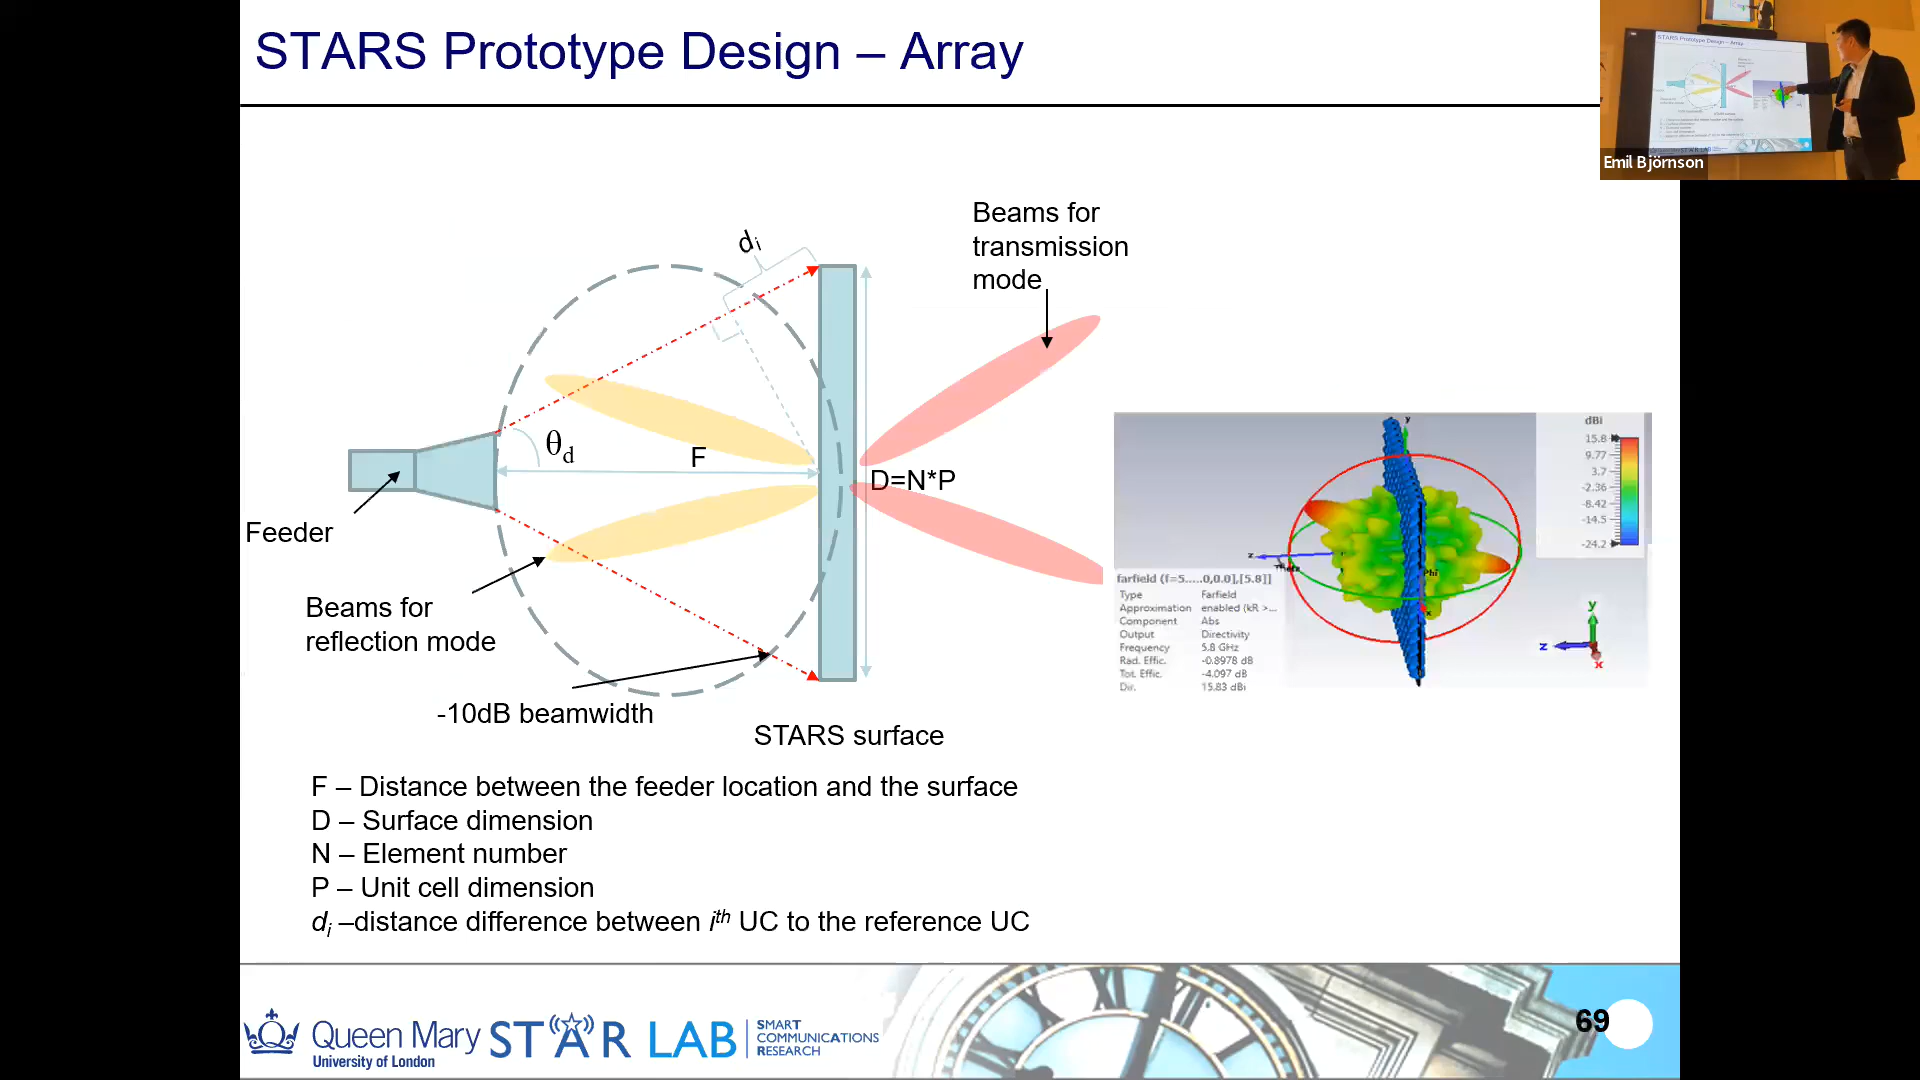 STARS Prototype Design – Array
Emil Björnson
Beams for
transmission
mode
di
θd
F
D=N*P
Feeder
Beams for
reflection mode
-10dB beamwidth
STARS surface
dBi
15.8
9.77
3.7
-2.36
-8.42
-14.5
-24.2
y
z
Phi
x
farfield (f=5.....0,0.0],[5.8]]
Type Farfield
Approximation enabled (kR >...
Component Abs
Output Directivity
Frequency 5.8 GHz
Rad. Effic. -0.8978 dB
Tot. Effic. -4.097 dB
Dir. 15.83 dBi
y
z
x
F – Distance between the feeder location and the surface
D – Surface dimension
N – Element number
P – Unit cell dimension
di –distance difference between ith UC to the reference UC
Queen Mary
University of London
STAR LAB
SMART
COMMUNICATIONS
RESEARCH
69